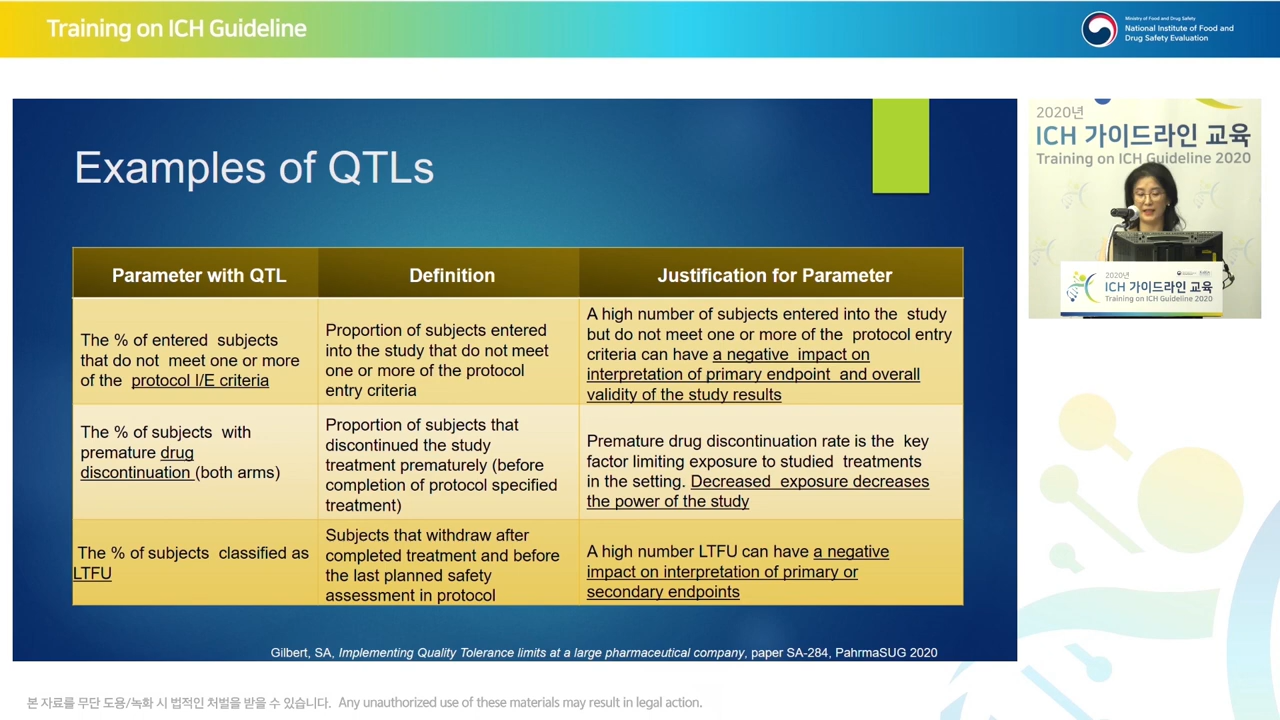 Training on ICH Guideline
Ministry of Food and Drug Safety
National Institute of Food and
Drug Safety Evaluation
Examples of QTLs
Parameter with QTL
Definition
Justification for Parameter
The % of entered subjects
that do not meet one or more
of the protocol I/E criteria
Proportion of subjects entered
into the study that do not meet
one or more of the protocol
entry criteria
A high number of subjects entered into the study
but do not meet one or more of the protocol entry
criteria can have a negative impact on
interpretation of primary endpoint and overall
validity of the study results
The % of subjects with
premature drug
discontinuation (both arms)
Proportion of subjects that
discontinued the study
treatment prematurely (before
completion of protocol specified
treatment)
Premature drug discontinuation rate is the key
factor limiting exposure to studied treatments
in the setting. Decreased exposure decreases
the power of the study
The % of subjects classified as
LTFU
Subjects that withdraw after
completed treatment and before
the last planned safety
assessment in protocol
A high number LTFU can have a negative
impact on interpretation of primary or
secondary endpoints
Gilbert, SA, Implementing Quality Tolerance limits at a large pharmaceutical company, paper SA-284, PahrmaSUG 2020
2020년
ICH 가이드라인 교육
Training on ICH Guideline 2020
2020년
ICH 가이드라인 교육
Training on ICH Guideline 2020
본 자료를 무단 도용/녹화 시 법적인 처벌을 받을 수 있습니다. Any unauthorized use of these materials may result in legal action.